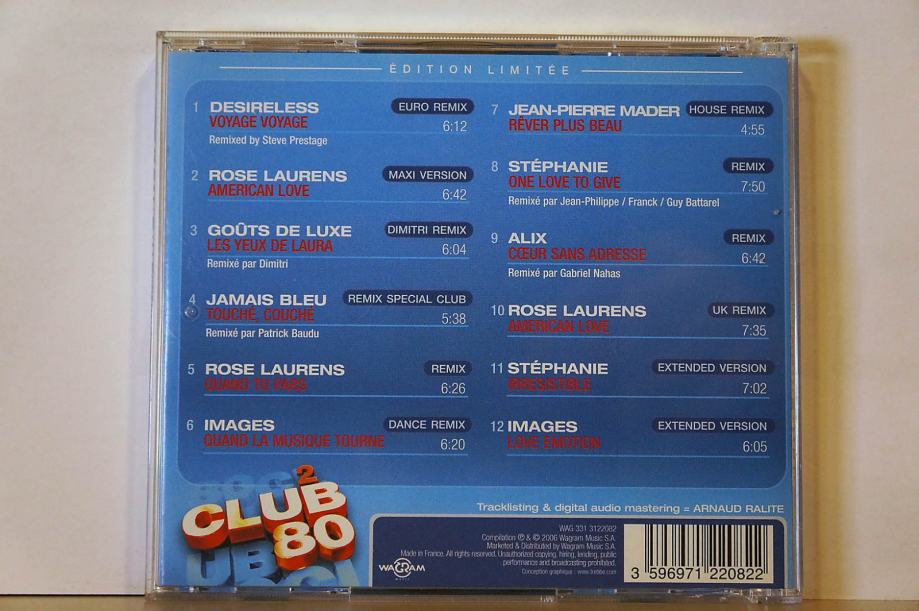 ÉDITION LIMITÉE
1 DESIRELESS EURO REMIX
VOYAGE VOYAGE 6:12
Remixed by Steve Prestage
2 ROSE LAURENS MAXI VERSION
AMERICAN LOVE 6:42
3 GOÛTS DE LUXE DIMITRI REMIX
LES YEUX DE LAURA 6:04
Remixé par Dimitri
4 JAMAIS BLEU REMIX SPECIAL CLUB
TOUCHÉ, COUCHÉ 5:38
Remixé par Patrick Baudu
5 ROSE LAURENS REMIX
QUAND TU PARS 6:26
6 IMAGES DANCE REMIX
QUAND LA MUSIQUE TOURNE 6:20
7 JEAN-PIERRE MADER HOUSE REMIX
RÊVER PLUS BEAU 4:55
8 STÉPHANIE REMIX
ONE LOVE TO GIVE 7:50
Remixé par Jean-Philippe / Franck / Guy Battarel
9 ALIX REMIX
CŒUR SANS ADRESSE 6:42
Remixé par Gabriel Nahas
10 ROSE LAURENS UK REMIX
AMERICAN LOVE 7:35
11 STÉPHANIE EXTENDED VERSION
IRRESISTIBLE 7:02
12 IMAGES EXTENDED VERSION
LOVE EMOTION 6:05
CLUB 2
80
Tracklisting & digital audio mastering = ARNAUD RALITE
WAGRAM
MUSIC
WAG 331 3122082
Compilation ℗ & © 2006 Wagram Music S.A.
Marketed & Distributed by Wagram Music S.A.
Made in France. All rights reserved. Unauthorized copying, hiring, lending, public
performance and broadcasting prohibited.
Conception graphique :
3 596971 220822